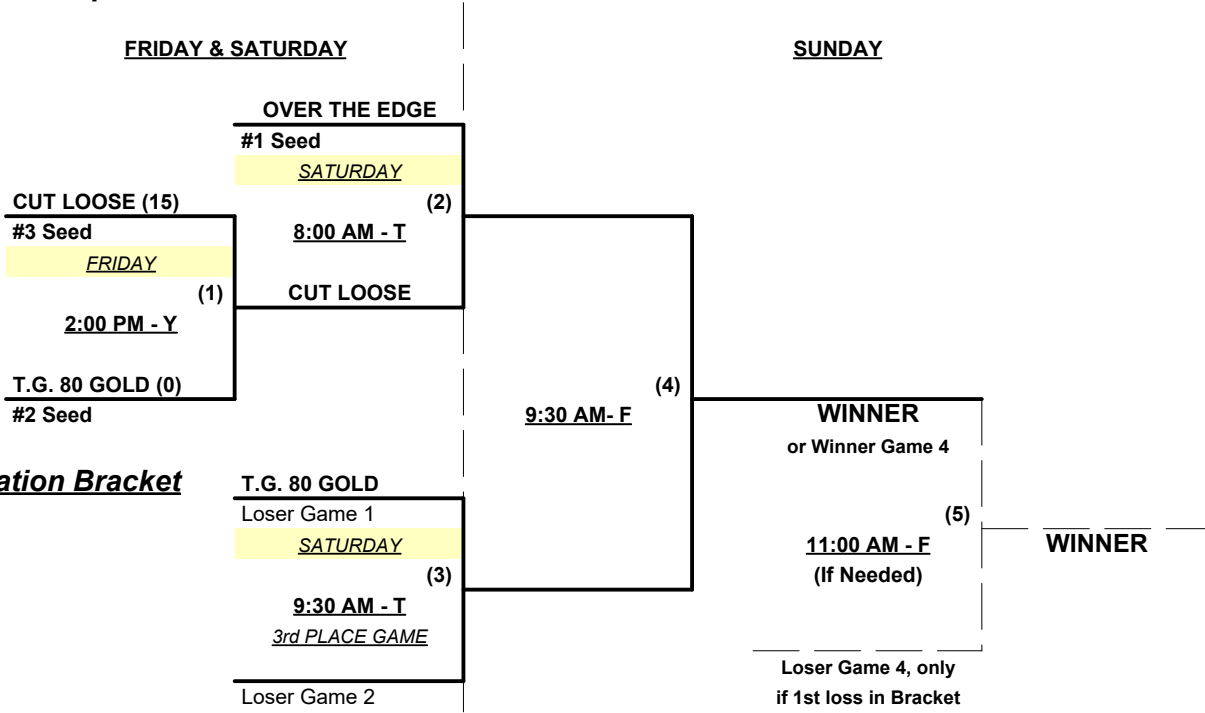 FRIDAY & SATURDAY
SUNDAY
OVER THE EDGE
#1 Seed
SATURDAY
(2)
8:00 AM - T
CUT LOOSE (15)
#3 Seed
FRIDAY
(1)
CUT LOOSE
2:00 PM - Y
T.G. 80 GOLD (0)
#2 Seed
(4)
9:30 AM- F
WINNER
or Winner Game 4
ation Bracket
T.G. 80 GOLD
Loser Game 1
SATURDAY
(3)
9:30 AM - T
3rd PLACE GAME
Loser Game 2
(5)
11:00 AM - F
(If Needed)
WINNER
Loser Game 4, only
if 1st loss in Bracket